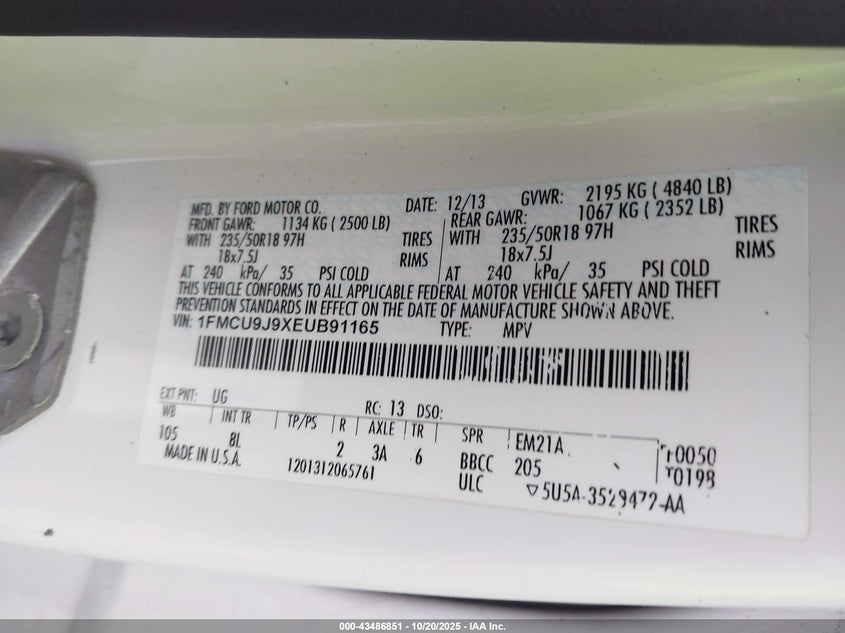 MFD. BY FORD MOTOR CO. DATE: 12/13 GVWR: 2195 KG ( 4840 LB)
FRONT GAWR: 1134 KG ( 2500 LB) REAR GAWR: 1067 KG ( 2352 LB)
WITH 235/50R18 97H TIRES WITH 235/50R18 97H TIRES
18x7.5J RIMS 18x7.5J RIMS
AT 240 kPa/ 35 PSI COLD AT 240 kPa/ 35 PSI COLD
THIS VEHICLE CONFORMS TO ALL APPLICABLE FEDERAL MOTOR VEHICLE SAFETY AND THEFT
PREVENTION STANDARDS IN EFFECT ON THE DATE OF MANUFACTURE SHOWN ABOVE.
VIN: 1FMCU9J9XEUB91165 TYPE: MPV
EXT PNT: UG RC: 13 DSO:
WB INT TR TP/PS R AXLE TR SPR EM21A
105 8L 2 3A 6 BBCC 205
MADE IN U.S.A. 1201312065761 ULC 5U5A-3529472-AA
T0198
000-43486851 | 10/20/2025 | IAA Inc.